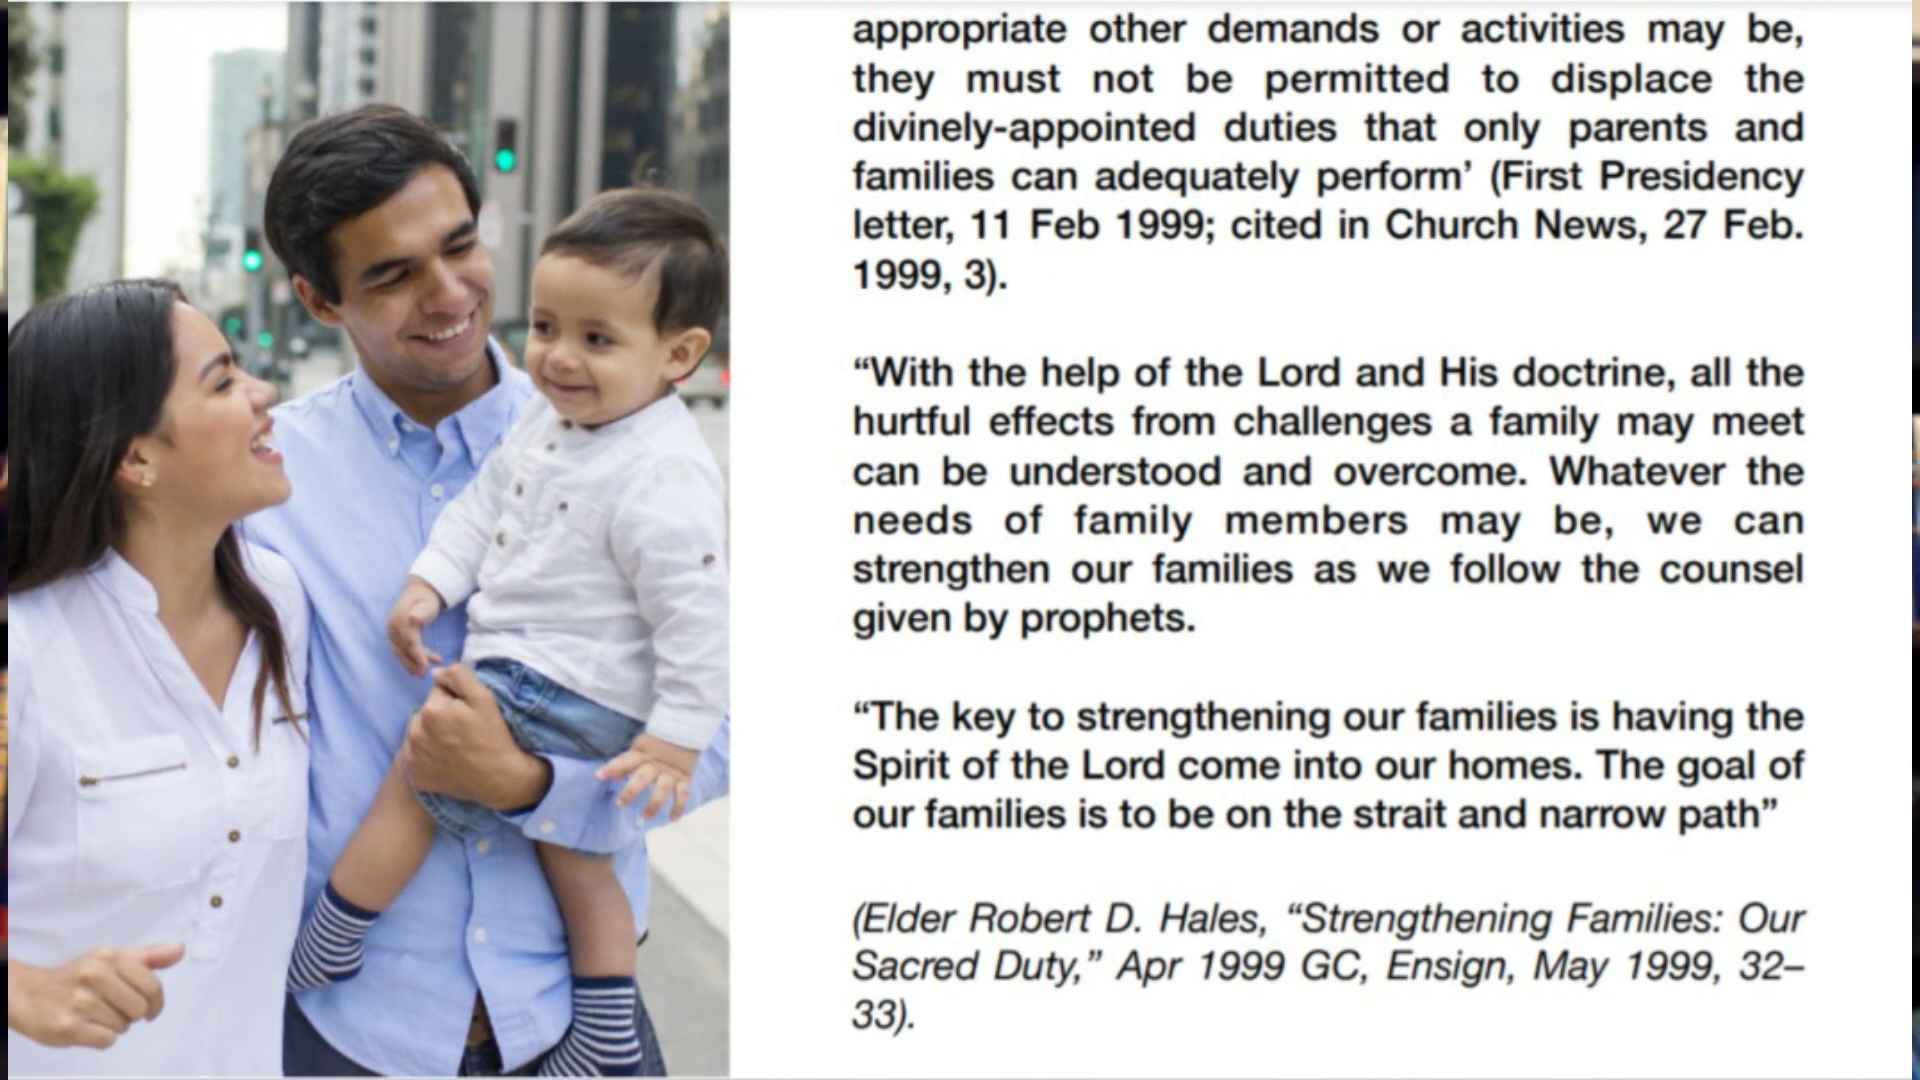 appropriate other demands or activities may be,
they must not be permitted to displace the
divinely-appointed duties that only parents and
families can adequately perform’ (First Presidency
letter, 11 Feb 1999; cited in Church News, 27 Feb.
1999, 3).
“With the help of the Lord and His doctrine, all the
hurtful effects from challenges a family may meet
can be understood and overcome. Whatever the
needs of family members may be, we can
strengthen our families as we follow the counsel
given by prophets.
“The key to strengthening our families is having the
Spirit of the Lord come into our homes. The goal of
our families is to be on the strait and narrow path”
(Elder Robert D. Hales, “Strengthening Families: Our
Sacred Duty,” Apr 1999 GC, Ensign, May 1999, 32–
33).